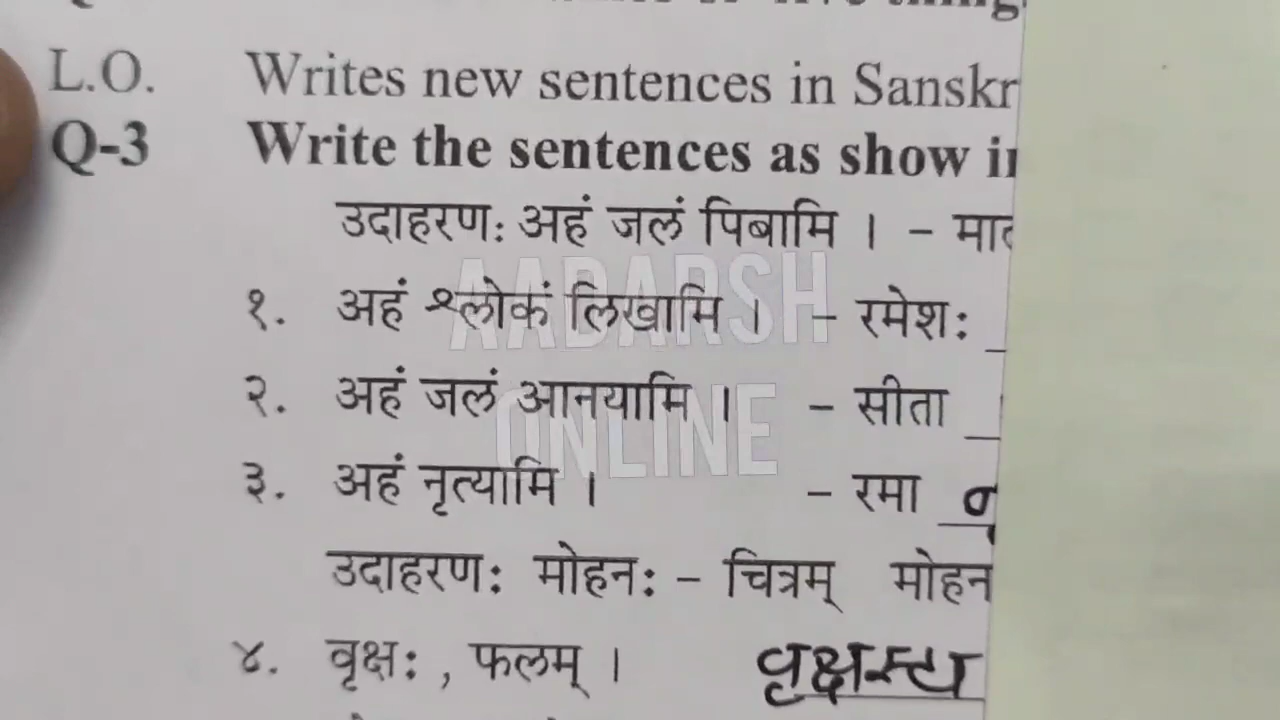 L.O. Writes new sentences in Sanskr
Q-3 Write the sentences as show in
उदाहरण: अहं जलं पिबामि । - मात
१. अहं श्लोकं लिखामि । - रमेश:
२. अहं जलं आनयामि । - सीता
३. अहं नृत्यामि । - रमा
उदाहरण: मोहन: - चित्रम् मोहन
४. वृक्ष: , फलम् । वृक्षस्य
AADARSH
ONLINE